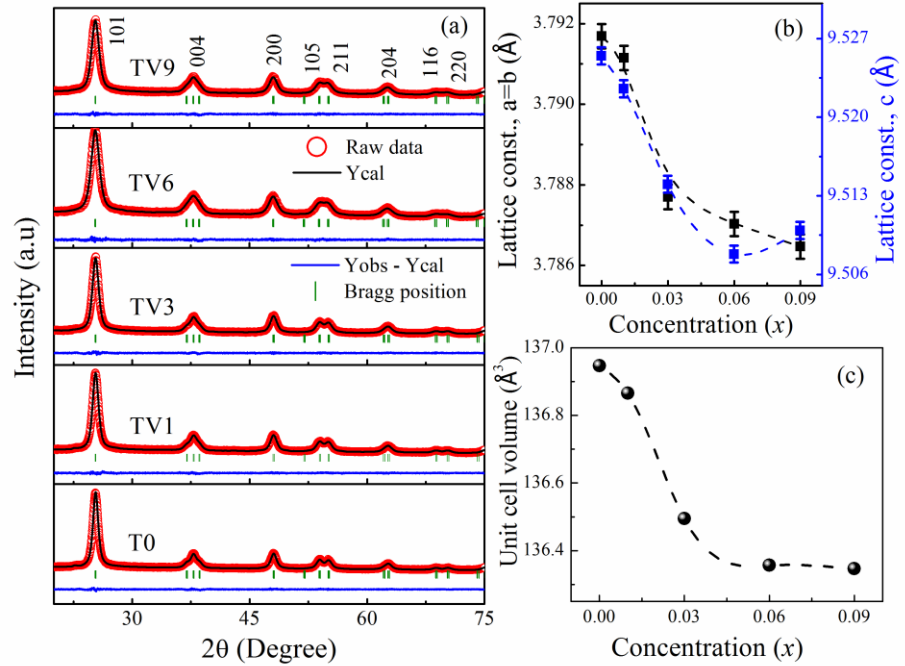 (a)
101
004
200
105
211
204
116
220
TV9
Raw data
Ycal
TV6
Yobs - Ycal
Bragg position
TV3
TV1
T0
Intensity (a.u)
30
45
60
75
2θ (Degree)
(b)
3.792
3.790
3.788
3.786
Lattice const., a=b (Å)
9.527
9.520
9.513
9.506
Lattice const., c (Å)
0.00
0.03
0.06
0.09
Concentration (x)
(c)
137.0
136.8
136.6
136.4
Unit cell volume (Å³)
0.00
0.03
0.06
0.09
Concentration (x)